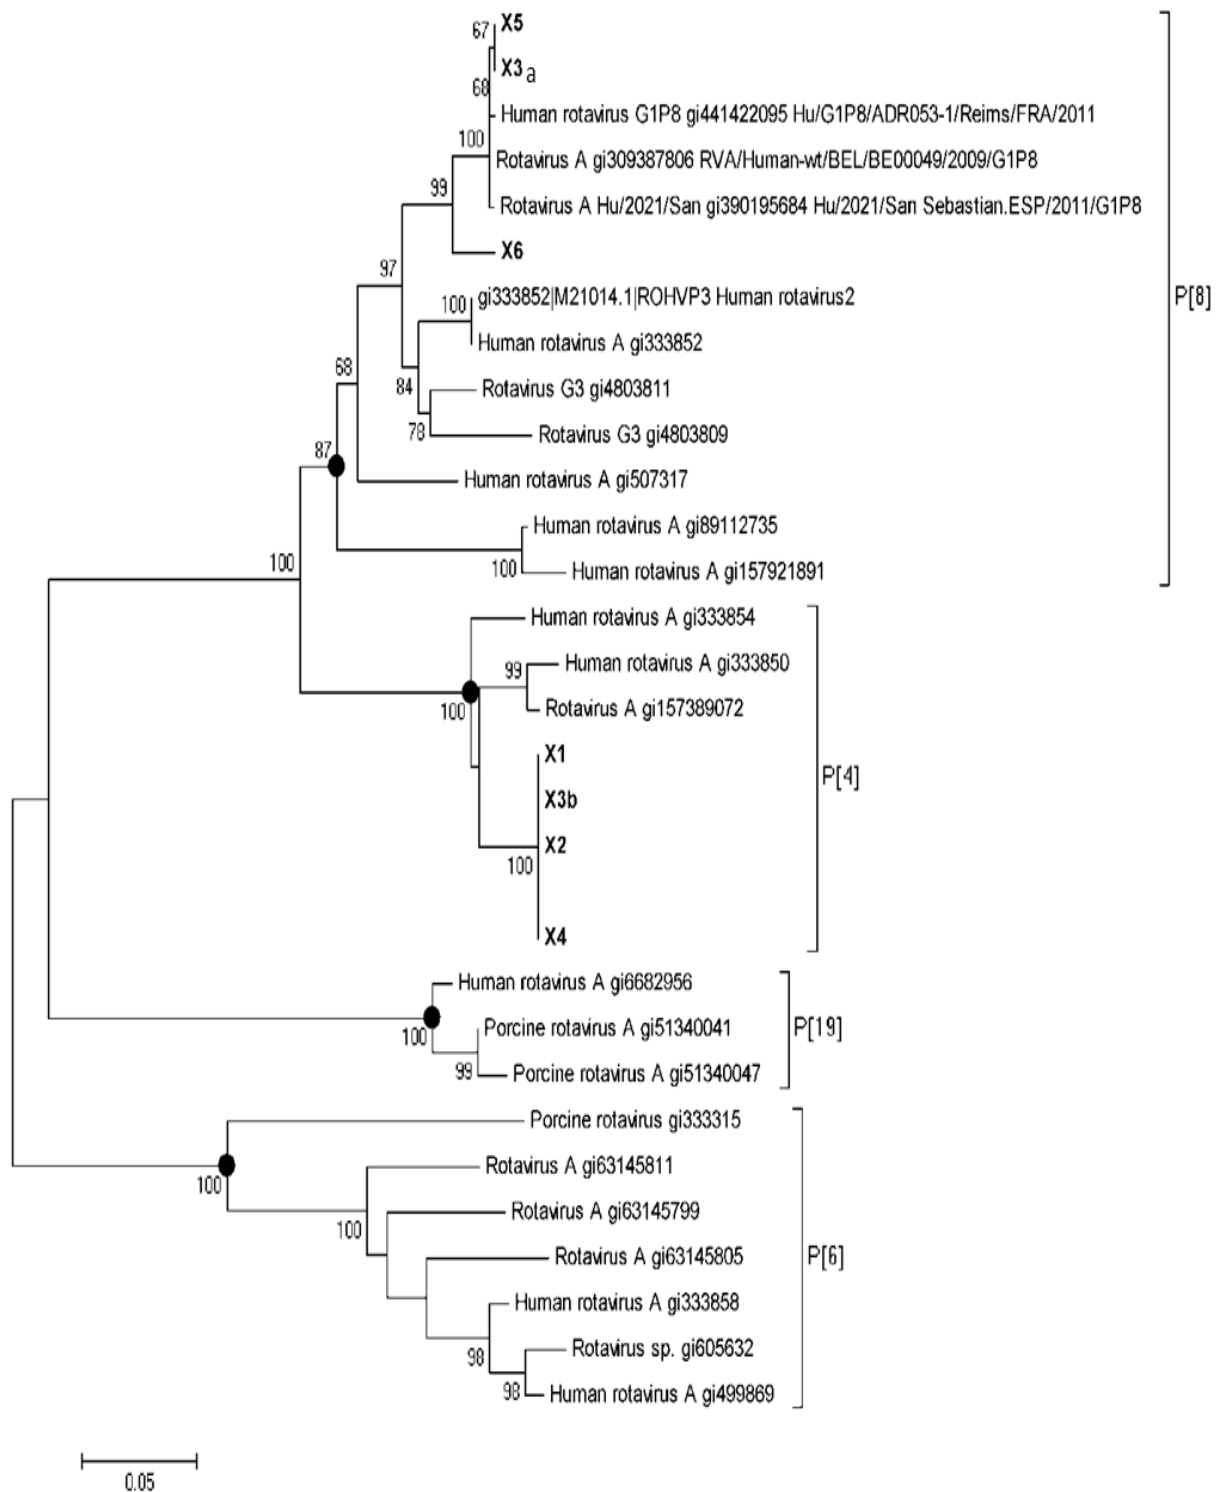 67 X5
X3 a
68
Human rotavirus G1P8 gi441422095 Hu/G1P8/ADR053-1/Reims/FRA/2011
100
Rotavirus A gi309387806 RVA/Human-wt/BEL/BE00049/2009/G1P8
99
Rotavirus A Hu/2021/San gi390195684 Hu/2021/San Sebastian.ESP/2011/G1P8
X6
97
100 gi333852|M21014.1|ROHVP3 Human rotavirus2
P[8]
Human rotavirus A gi333852
68
84 Rotavirus G3 gi4803811
78 Rotavirus G3 gi4803809
87
Human rotavirus A gi507317
Human rotavirus A gi89112735
100
100 Human rotavirus A gi157921891
Human rotavirus A gi333854
99 Human rotavirus A gi333850
100 Rotavirus A gi157389072
X1
P[4]
X3b
X2
100
X4
Human rotavirus A gi6682956
100 Porcine rotavirus A gi51340041
P[19]
99 Porcine rotavirus A gi51340047
Porcine rotavirus gi333315
Rotavirus A gi63145811
100
Rotavirus A gi63145799
100
Rotavirus A gi63145805
P[6]
Human rotavirus A gi333858
98 Rotavirus sp. gi605632
98 Human rotavirus A gi499869
0.05